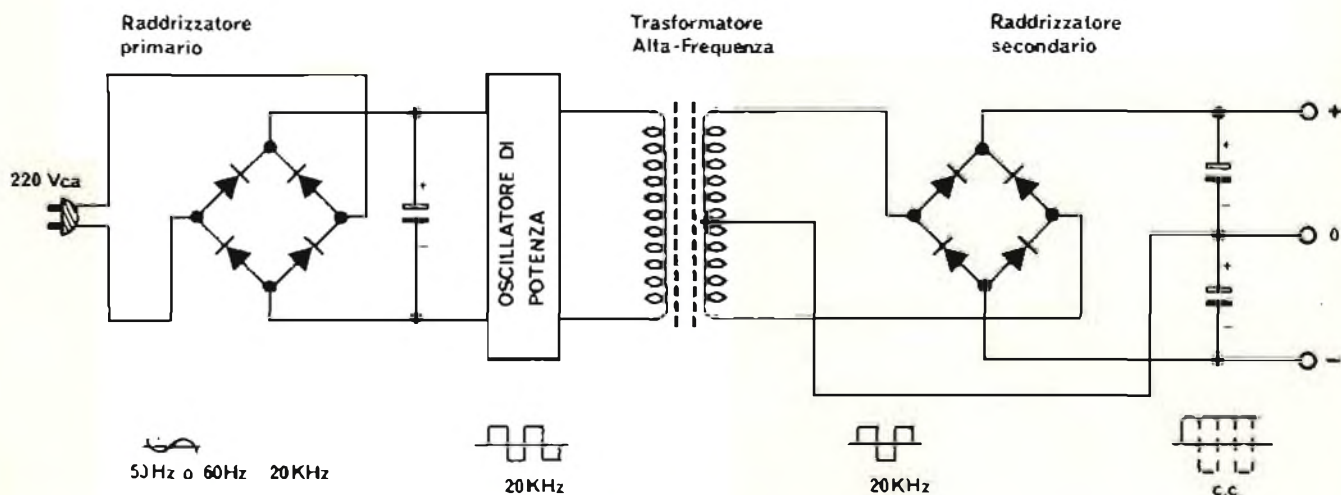 Raddrizzatore
primario
Trasformatore
Alta-Frequenza
Raddrizzatore
secondario
220 Vca
+
-
OSCILLATORE DI
POTENZA
+
-
+
-
+
0
-
50Hz o 60Hz 20KHz
20KHz
20KHz
c.c.